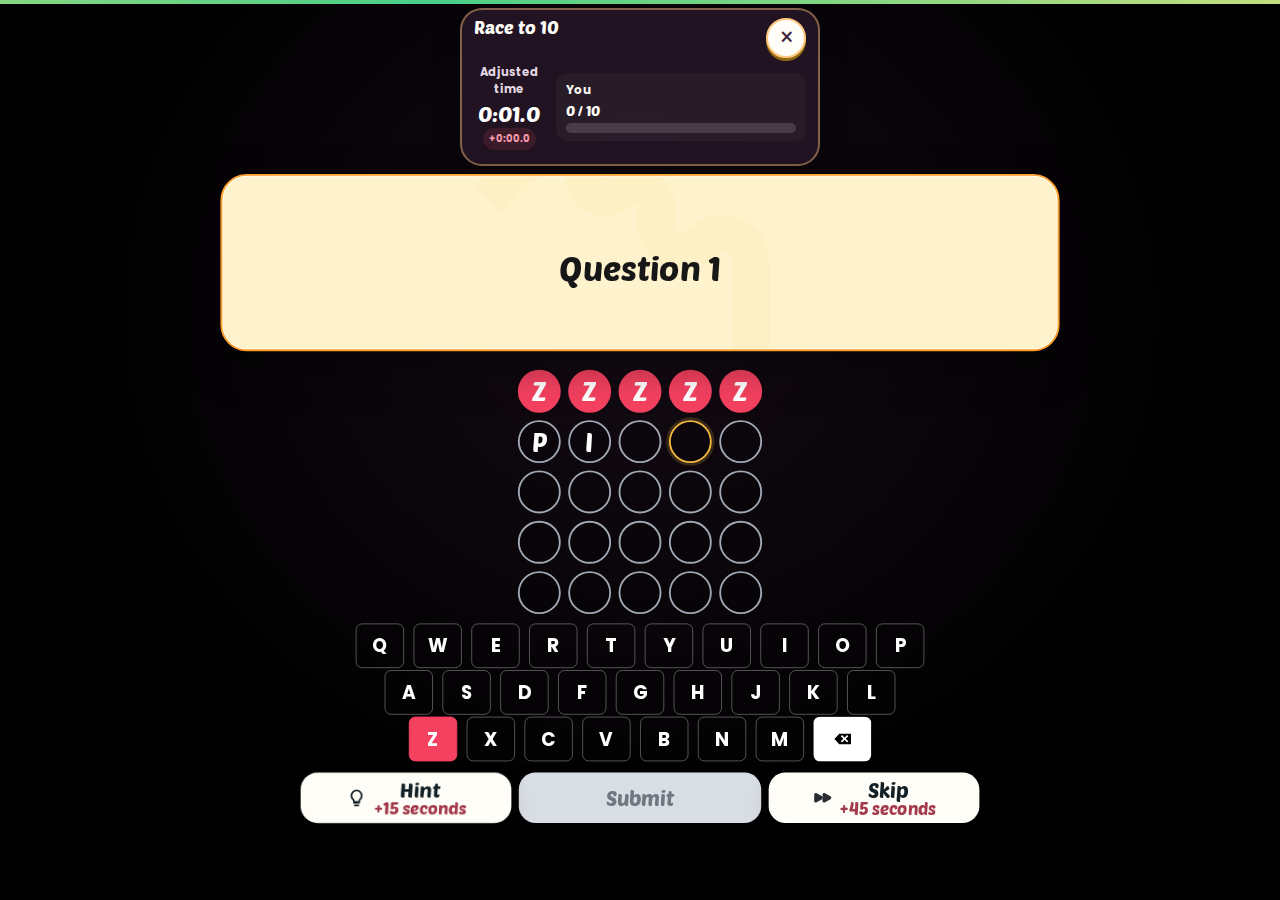 Race to 10
×
Adjusted
time
0:01.0
+0:00.0
You
0 / 10
Question 1
Z Z Z Z Z
P I
Q W E R T Y U I O P
A S D F G H J K L
Z X C V B N M
Hint
+15 seconds
Submit
Skip
+45 seconds